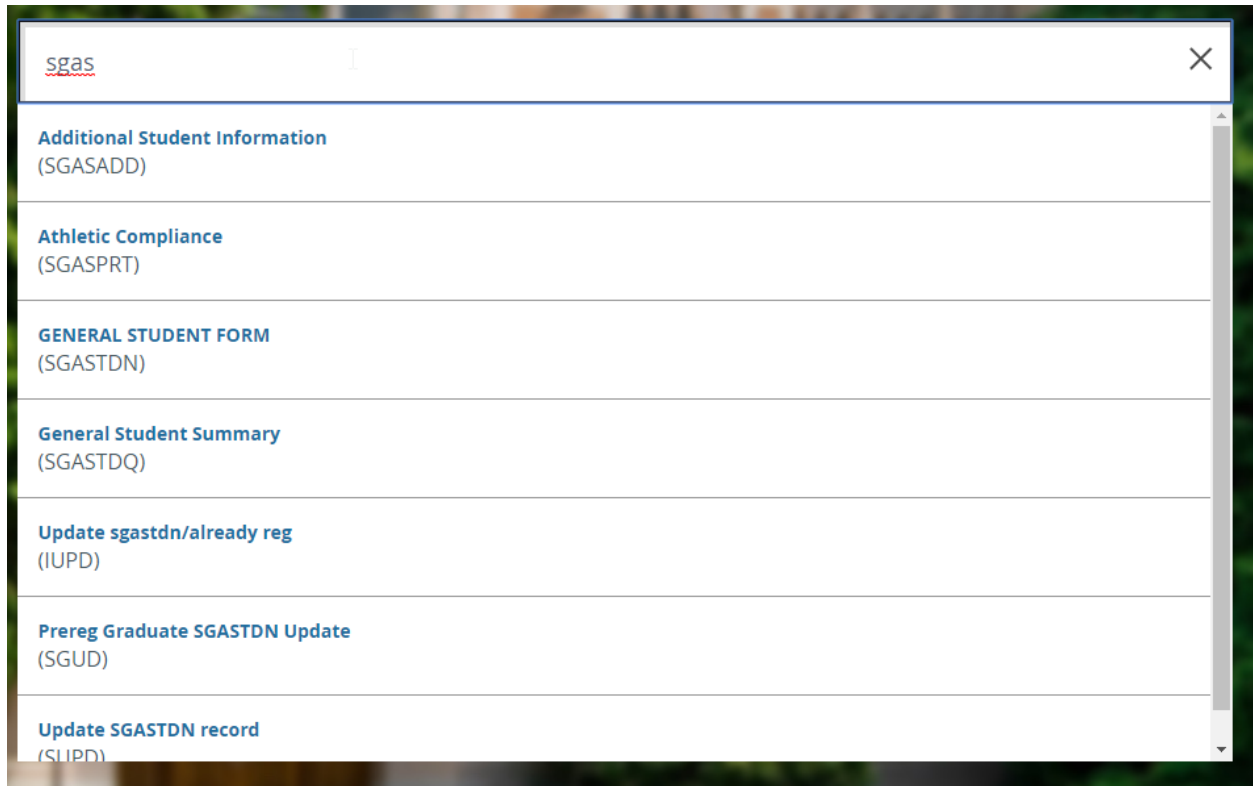 sgas
Additional Student Information
(SGASADD)
Athletic Compliance
(SGASPRT)
GENERAL STUDENT FORM
(SGASTDN)
General Student Summary
(SGASTDQ)
Update sgastdn/already reg
(IUPD)
Prereg Graduate SGASTDN Update
(SGUD)
Update SGASTDN record
(SUPD)